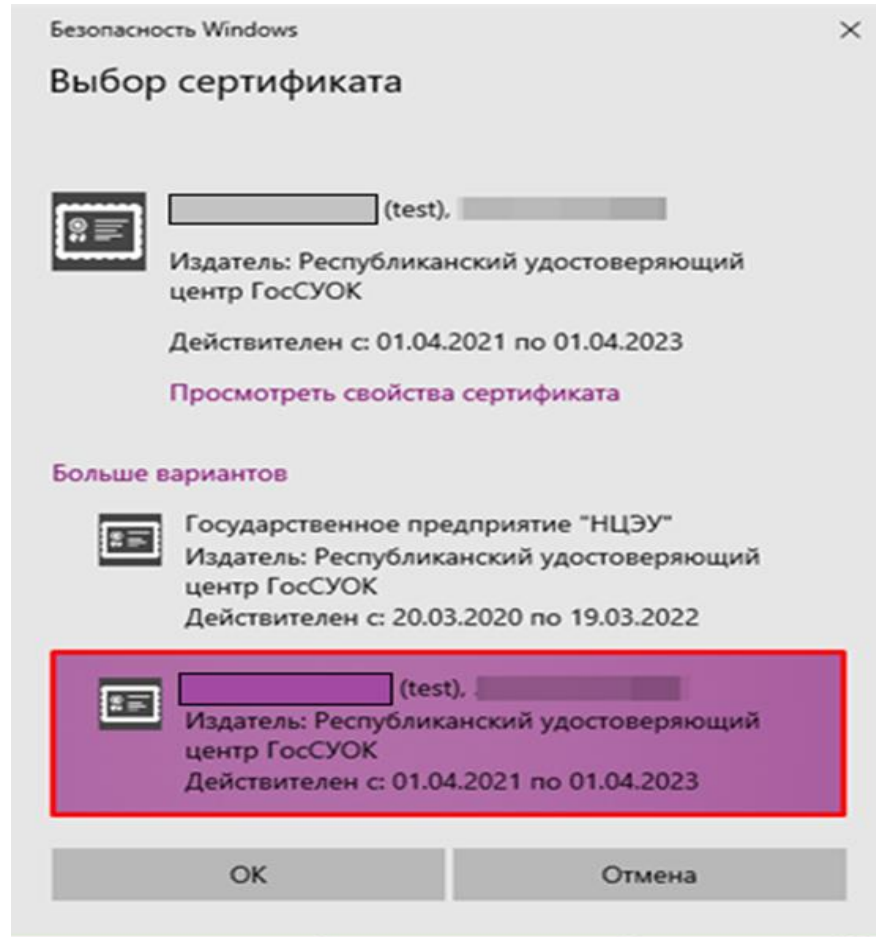 Безопасность Windows
Выбор сертификата
(test),
Издатель: Республиканский удостоверяющий
центр ГосСУОК
Действителен с: 01.04.2021 по 01.04.2023
Просмотреть свойства сертификата
Больше вариантов
Государственное предприятие "НЦЭУ"
Издатель: Республиканский удостоверяющий
центр ГосСУОК
Действителен с: 20.03.2020 по 19.03.2022
(test),
Издатель: Республиканский удостоверяющий
центр ГосСУОК
Действителен с: 01.04.2021 по 01.04.2023
ОК
Отмена